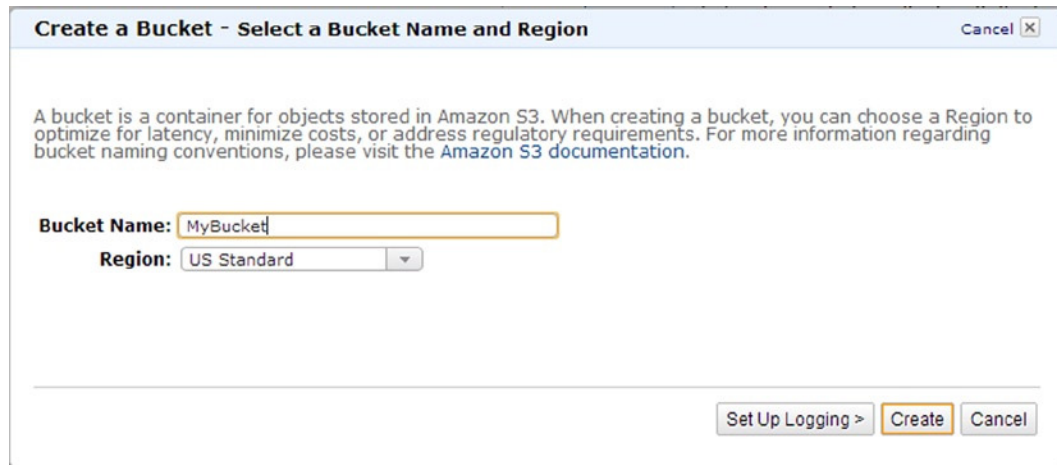 Create a Bucket - Select a Bucket Name and Region
Cancel
A bucket is a container for objects stored in Amazon S3. When creating a bucket, you can choose a Region to
optimize for latency, minimize costs, or address regulatory requirements. For more information regarding
bucket naming conventions, please visit the Amazon S3 documentation.
Bucket Name: MyBucket
Region: US Standard
Set Up Logging > Create Cancel